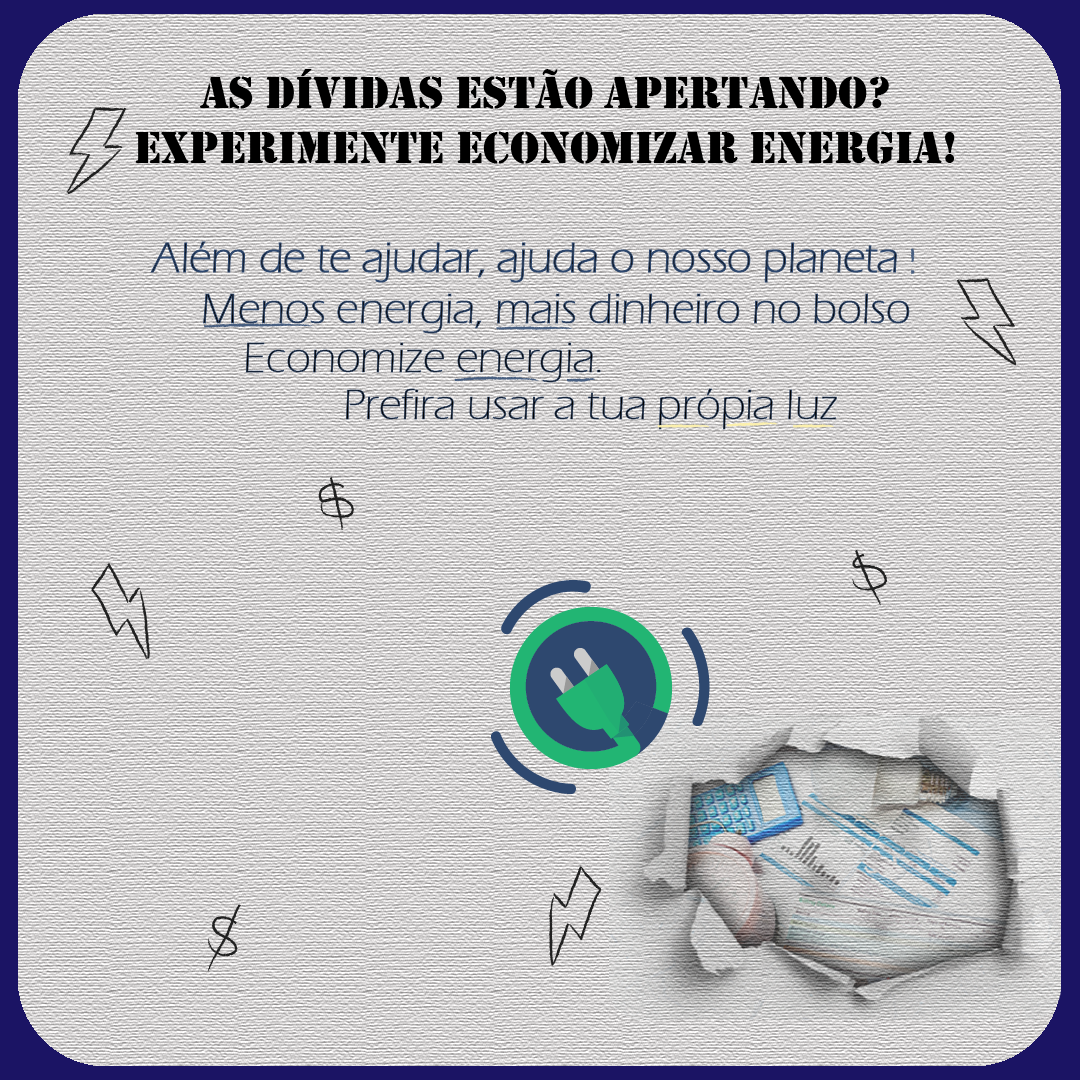 AS DÍVIDAS ESTÃO APERTANDO?
EXPERIMENTE ECONOMIZAR ENERGIA!
Além de te ajudar, ajuda o nosso planeta !
Menos energia, mais dinheiro no bolso
Economize energia.
Prefira usar a tua própia luz
$
$
$